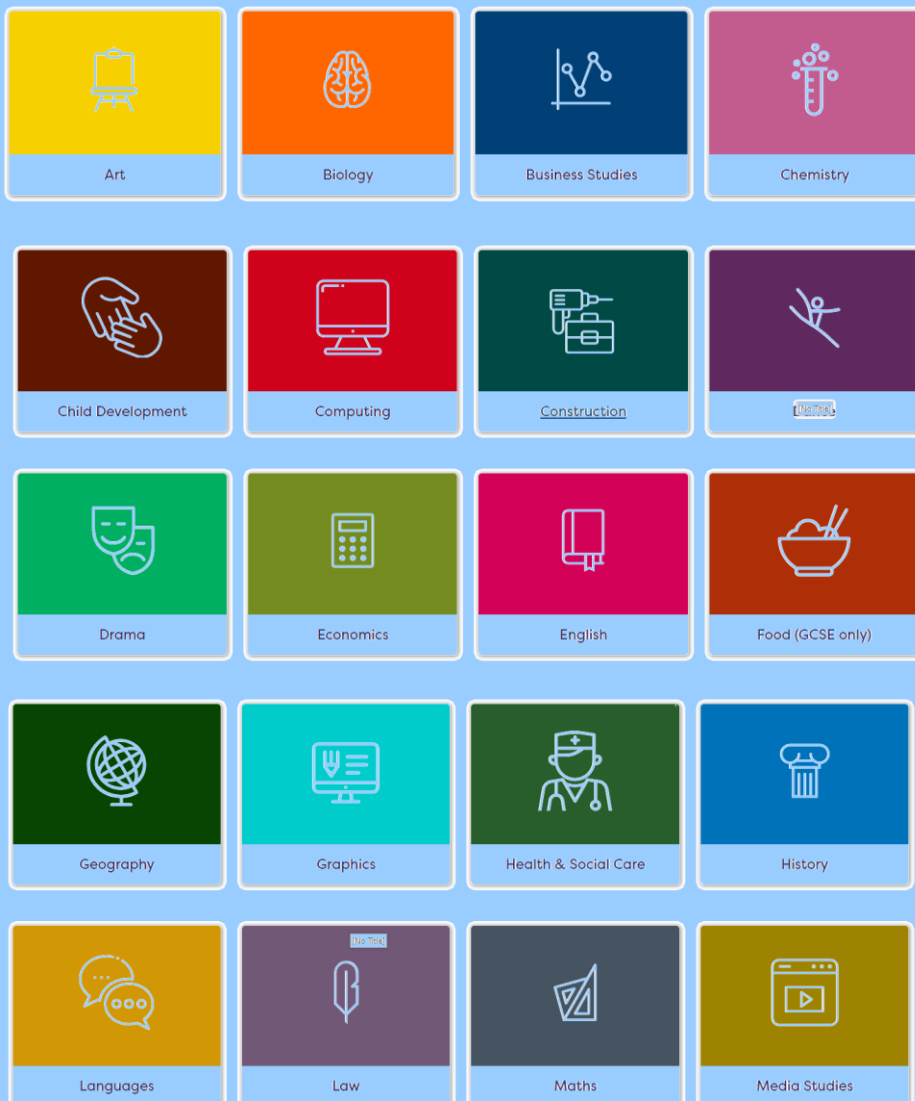 Art
Biology
Business Studies
Chemistry
Child Development
Computing
Construction
[No Title]
Drama
Economics
English
Food (GCSE only)
Geography
Graphics
Health & Social Care
History
[No Title]
Languages
Law
Maths
Media Studies